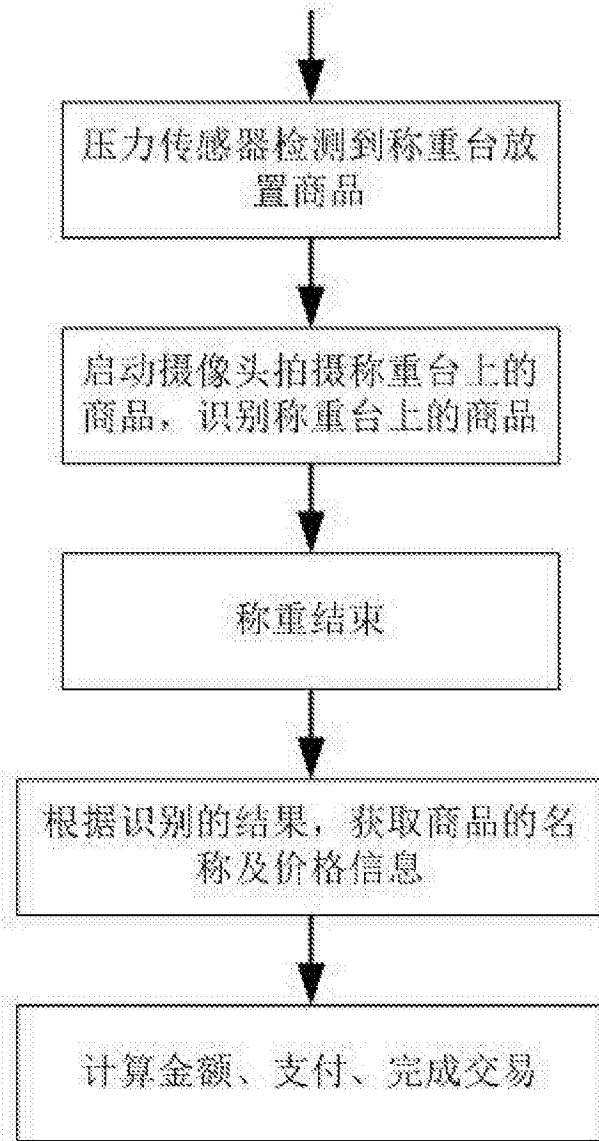 压力传感器检测到称重台放
置商品
启动摄像头拍摄称重台上的
商品，识别称重台上的商品
称重结束
根据识别的结果，获取商品的名
称及价格信息
计算金额、支付、完成交易